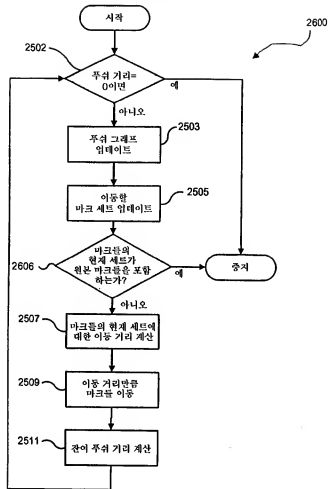 시작
2600
2502
푸쉬 거리=
0이면
예
아니오
푸쉬 그래프
업데이트
2503
이동할
마크 세트 업데이트
2505
마크들의
현재 세트가
원본 마크들을 포함
하는가?
2606
예
중지
아니오
2507
마크들의 현재 세트에
대한 이동 거리 계산
2509
이동 거리만큼
마크들 이동
2511
잔여 푸쉬 거리 계산